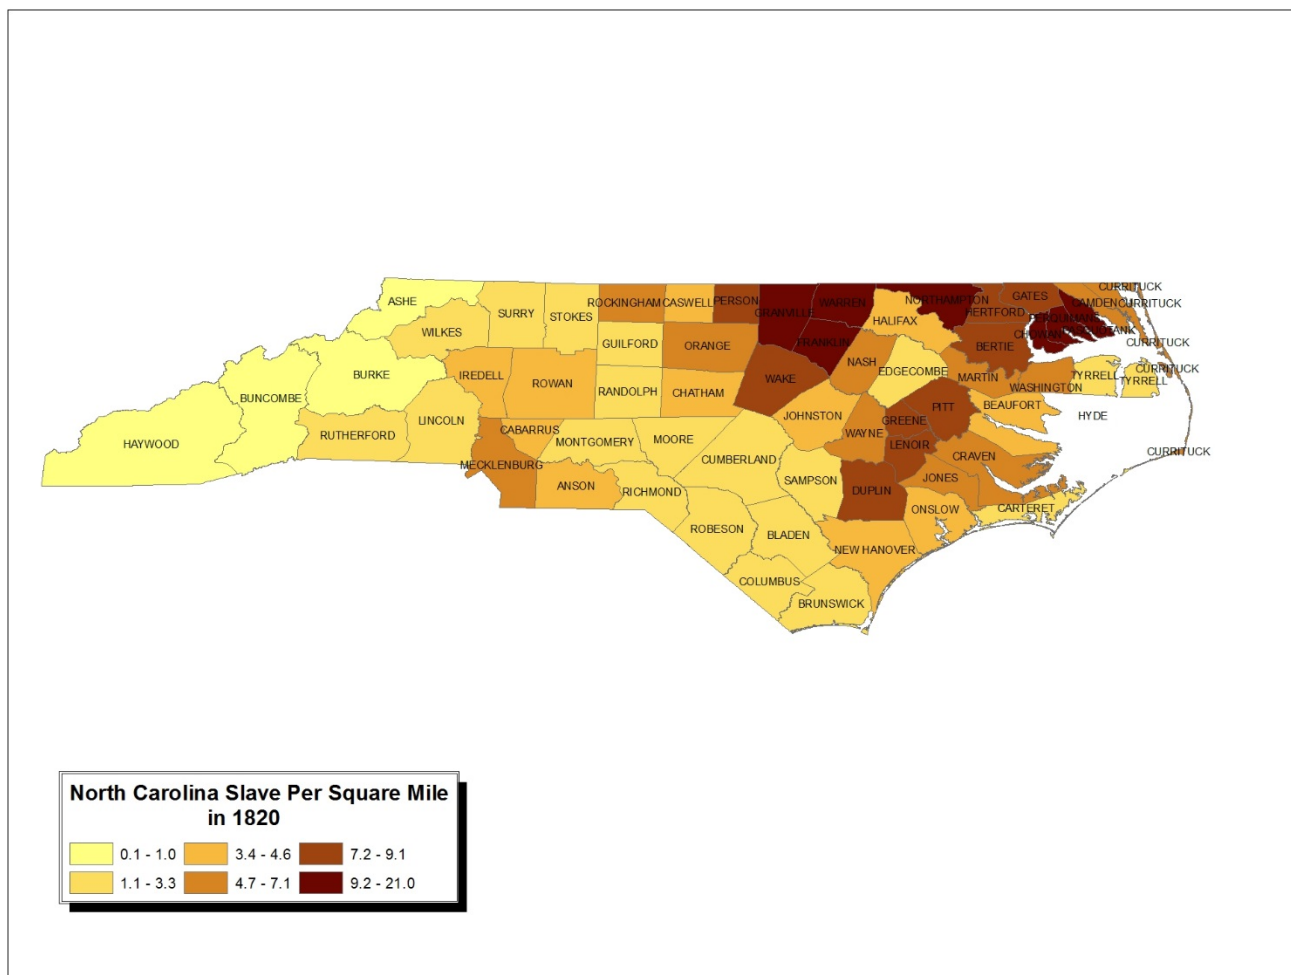 CURRITUCK
ASHE
SURRY
STOKES
ROCKINGHAM
CASWELL
PERSON
GRANVILLE
WARREN
NORTHAMPTON
GATES
HERTFORD
CAMDEN
CURRITUCK
HALIFAX
PERQUIMANS
PASQUOTANK
CHOWAN
WILKES
GUILFORD
ORANGE
FRANKLIN
NASH
BERTIE
CURRITUCK
EDGECOMBE
CURRITUCK
BURKE
IREDELL
ROWAN
RANDOLPH
CHATHAM
WAKE
MARTIN
WASHINGTON
TYRRELL
TYRRELL
BUNCOMBE
LINCOLN
JOHNSTON
GREENE
PITT
BEAUFORT
HYDE
HAYWOOD
RUTHERFORD
CABARRUS
MONTGOMERY
MOORE
WAYNE
LENOIR
CRAVEN
CURRITUCK
MECKLENBURG
CUMBERLAND
SAMPSON
DUPLIN
JONES
ANSON
RICHMOND
ONSLOW
CARTERET
ROBESON
BLADEN
NEW HANOVER
COLUMBUS
BRUNSWICK
North Carolina Slave Per Square Mile
in 1820
0.1 - 1.0 3.4 - 4.6 7.2 - 9.1
1.1 - 3.3 4.7 - 7.1 9.2 - 21.0